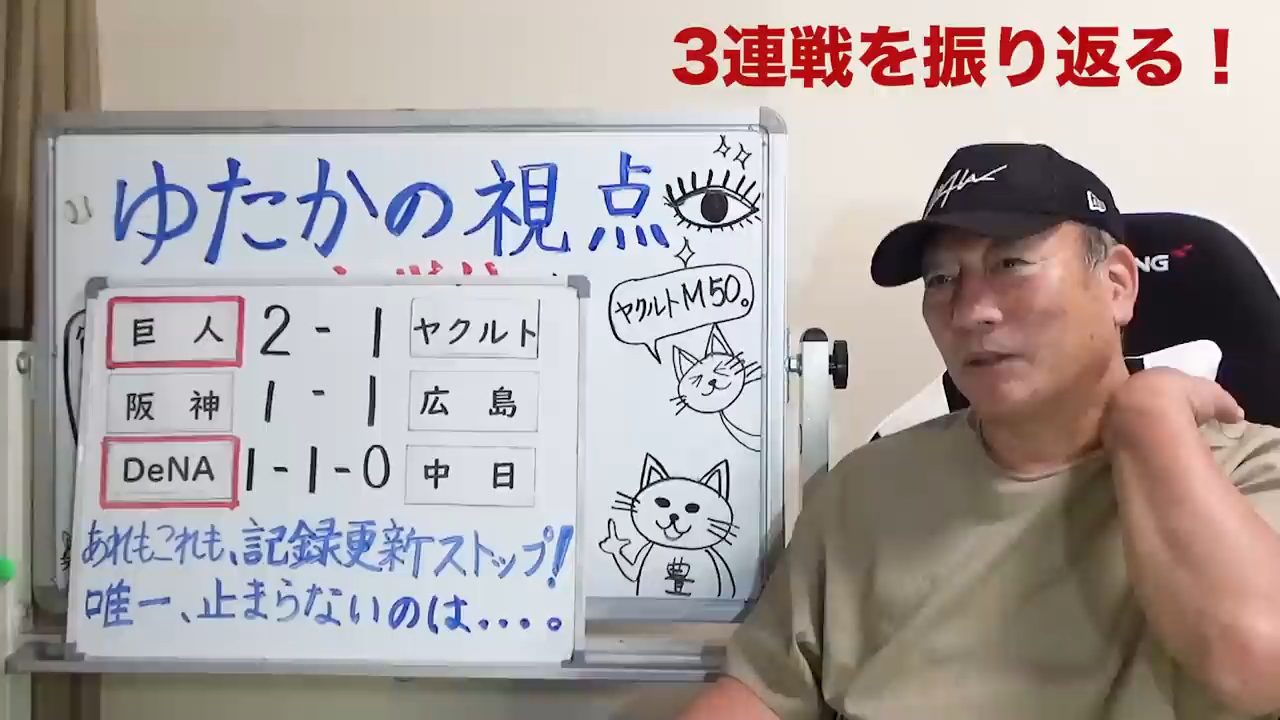 3連戦を振り返る！
ゆたかの視点
ヤクルトM50。
巨人 2-1 ヤクルト
阪神 1-1 広島
DeNA 1-1-0 中日
あれもこれも、記録更新ストップ!
唯一、止まらないのは....。
豊